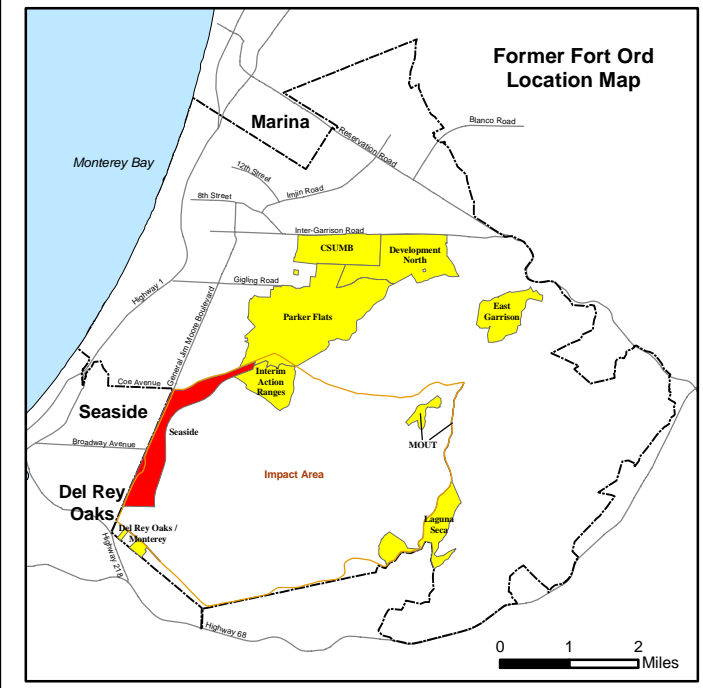 Former Fort Ord
Location Map
Marina
Blanco Road
Reservation Road
Monterey Bay
12th Street
Imjin Road
8th Street
Inter-Garrison Road
CSUMB
Development
North
Gigling Road
Highway 1
General Jim Moore Boulevard
East
Garrison
Parker Flats
Interim
Action
Ranges
Coe Avenue
Seaside
Seaside
Broadway Avenue
MOUT
Impact Area
Del Rey
Oaks
Laguna
Seca
Del Rey Oaks /
Monterey
Highway 218
Highway 68
0 1 2
Miles